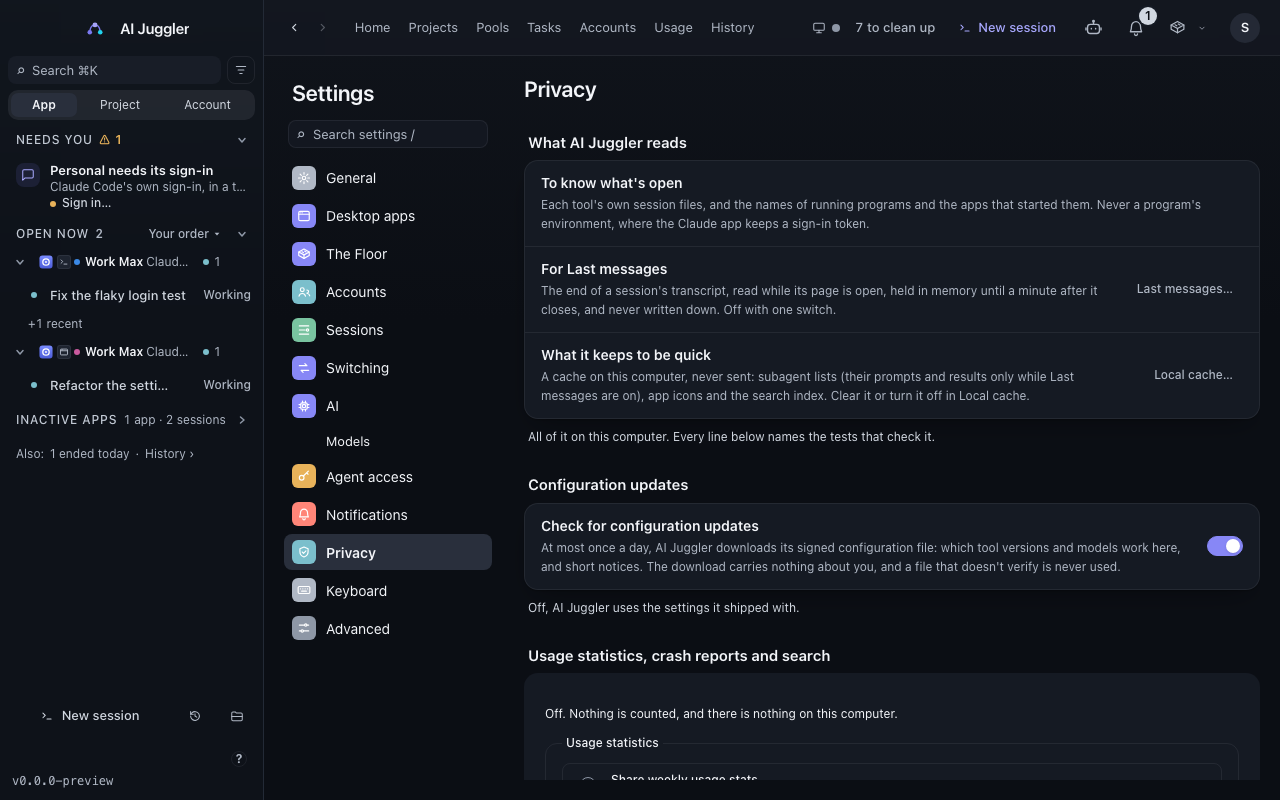 AI Juggler
Search ⌘K
App
Project
Account
NEEDS YOU 1
Personal needs its sign-in
Claude Code's own sign-in, in a t...
Sign in...
OPEN NOW 2
Your order
Work Max Claud...
1
Fix the flaky login test
Working
+1 recent
Work Max Claud...
1
Refactor the setti...
Working
INACTIVE APPS 1 app · 2 sessions
Also: 1 ended today · History ›
New session
?
v0.0.0-preview
Home
Projects
Pools
Tasks
Accounts
Usage
History
7 to clean up
New session
1
S
Settings
Search settings /
General
Desktop apps
The Floor
Accounts
Sessions
Switching
AI
Models
Agent access
Notifications
Privacy
Keyboard
Advanced
Privacy
What AI Juggler reads
To know what's open
Each tool's own session files, and the names of running programs and the apps that started them. Never a program's
environment, where the Claude app keeps a sign-in token.
For Last messages
The end of a session's transcript, read while its page is open, held in memory until a minute after it
closes, and never written down. Off with one switch.
Last messages...
What it keeps to be quick
A cache on this computer, never sent: subagent lists (their prompts and results only while Last
messages are on), app icons and the search index. Clear it or turn it off in Local cache.
Local cache...
All of it on this computer. Every line below names the tests that check it.
Configuration updates
Check for configuration updates
At most once a day, AI Juggler downloads its signed configuration file: which tool versions and models work here,
and short notices. The download carries nothing about you, and a file that doesn't verify is never used.
Off, AI Juggler uses the settings it shipped with.
Usage statistics, crash reports and search
Off. Nothing is counted, and there is nothing on this computer.
Usage statistics
Share weekly usage stats